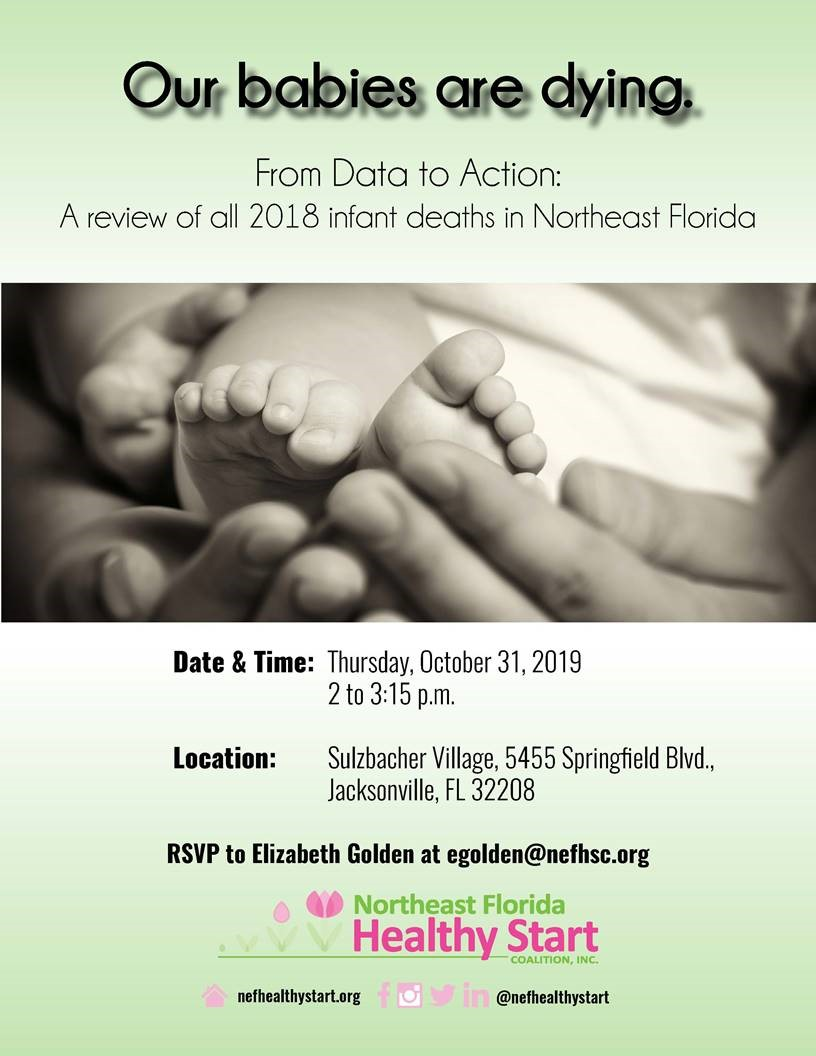 Our babies are dying.
From Data to Action:
A review of all 2018 infant deaths in Northeast Florida
Date & Time: Thursday, October 31, 2019
2 to 3:15 p.m.
Location: Sulzbacher Village, 5455 Springfield Blvd.,
Jacksonville, FL 32208
RSVP to Elizabeth Golden at egolden@nefhsc.org
Northeast Florida
Healthy Start
COALITION, INC.
nefhealthystart.org @nefhealthystart